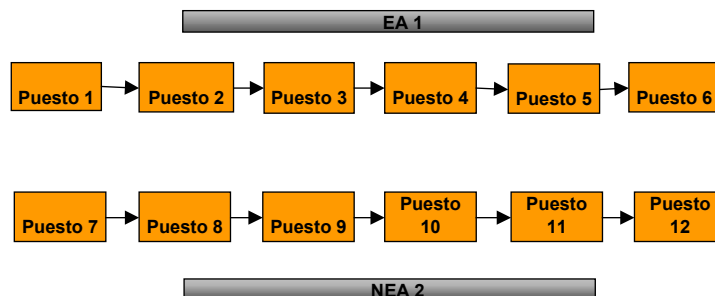 EA 1
Puesto 1
Puesto 2
Puesto 3
Puesto 4
Puesto 5
Puesto 6
Puesto 7
Puesto 8
Puesto 9
Puesto
10
Puesto
11
Puesto
12
NEA 2